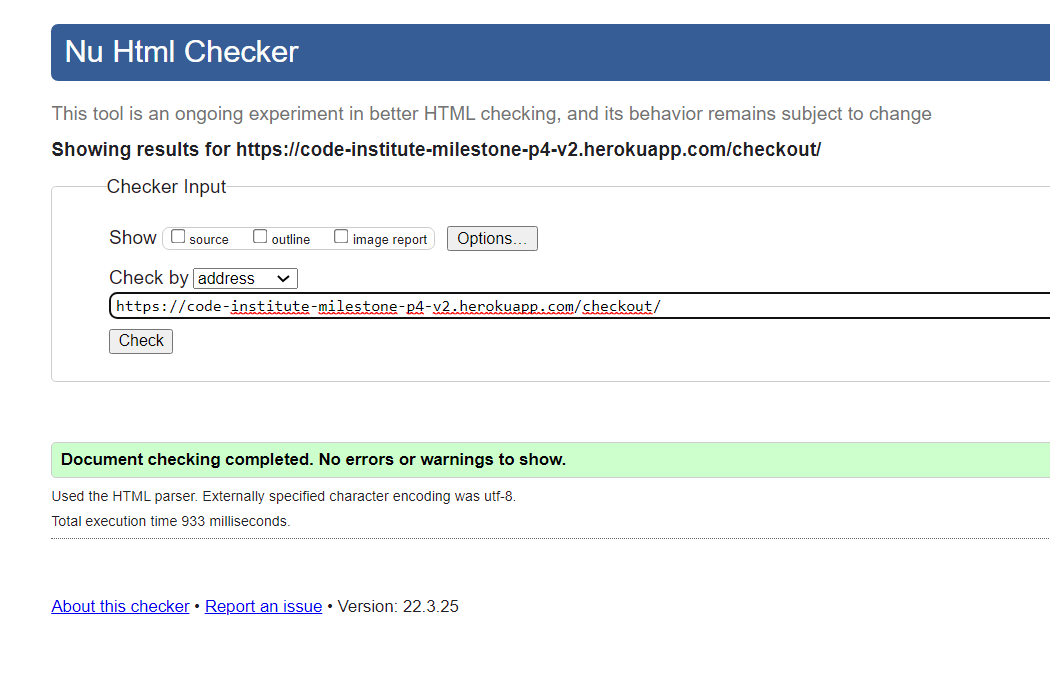 Nu Html Checker
This tool is an ongoing experiment in better HTML checking, and its behavior remains subject to change
Showing results for https://code-institute-milestone-p4-v2.herokuapp.com/checkout/
Checker Input
Show source outline image report Options...
Check by address
https://code-institute-milestone-p4-v2.herokuapp.com/checkout/
Check
Document checking completed. No errors or warnings to show.
Used the HTML parser. Externally specified character encoding was utf-8.
Total execution time 933 milliseconds.
About this checker • Report an issue • Version: 22.3.25